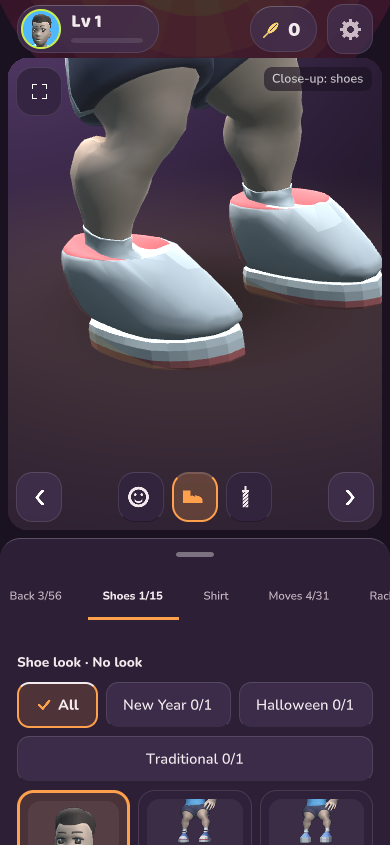 Lv 1
0
Close-up: shoes
Back 3/56
Shoes 1/15
Shirt
Moves 4/31
Shoe look · No look
All
New Year 0/1
Halloween 0/1
Traditional 0/1